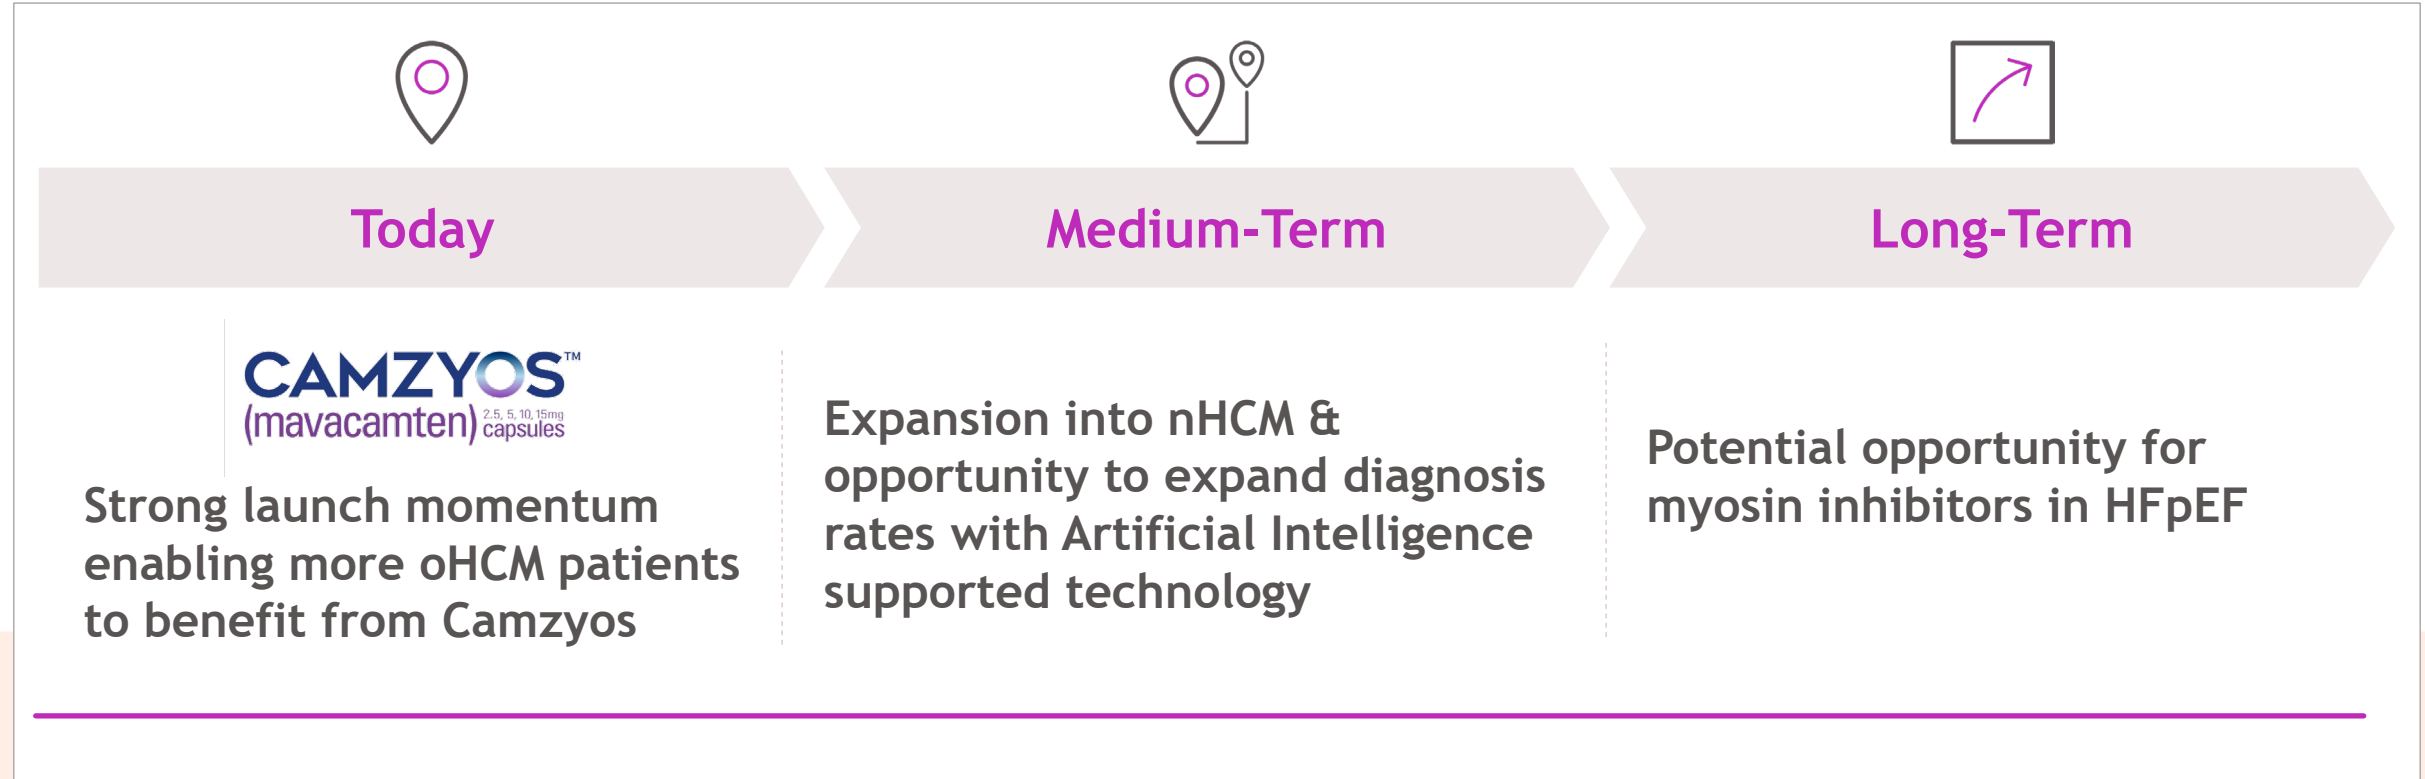 Today
Medium-Term
Long-Term
CAMZYOS™
(mavacamten) 2.5, 5, 10, 15mg capsules
Strong launch momentum
enabling more oHCM patients
to benefit from Camzyos
Expansion into nHCM &
opportunity to expand diagnosis
rates with Artificial Intelligence
supported technology
Potential opportunity for
myosin inhibitors in HFpEF